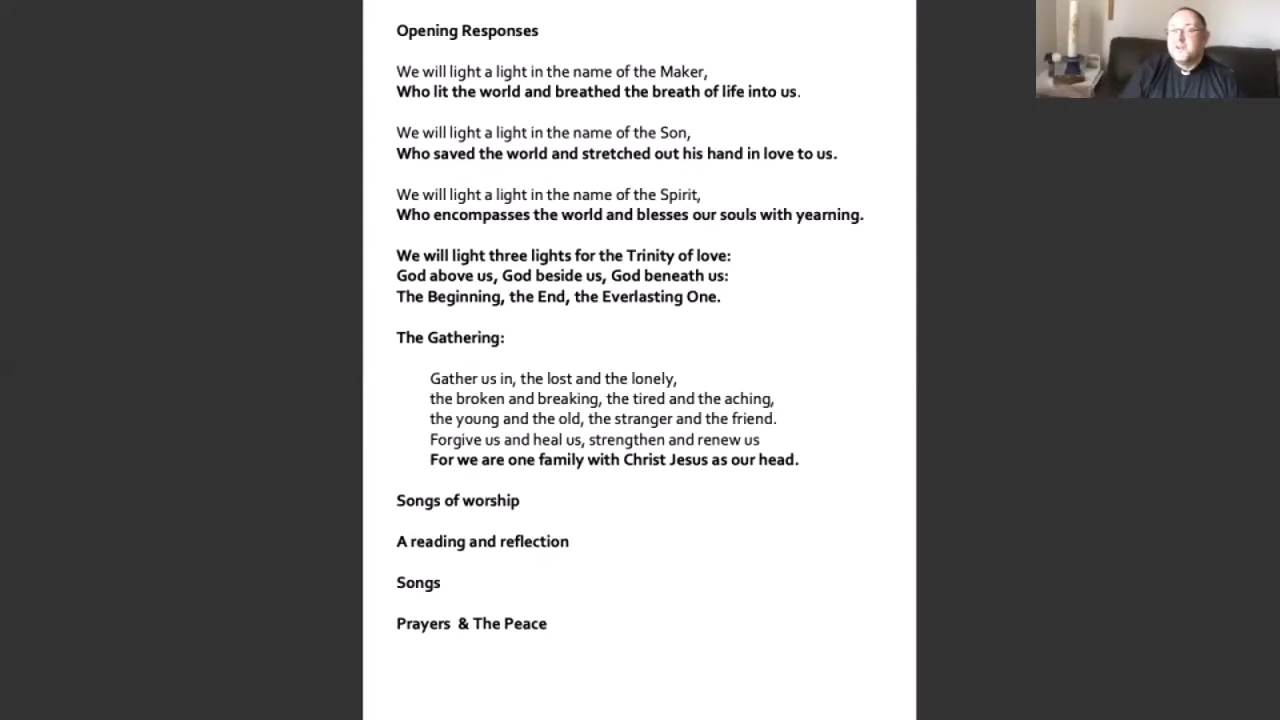 Opening Responses
We will light a light in the name of the Maker,
Who lit the world and breathed the breath of life into us.
We will light a light in the name of the Son,
Who saved the world and stretched out his hand in love to us.
We will light a light in the name of the Spirit,
Who encompasses the world and blesses our souls with yearning.
We will light three lights for the Trinity of love:
God above us, God beside us, God beneath us:
The Beginning, the End, the Everlasting One.
The Gathering:
Gather us in, the lost and the lonely,
the broken and breaking, the tired and the aching,
the young and the old, the stranger and the friend.
Forgive us and heal us, strengthen and renew us
For we are one family with Christ Jesus as our head.
Songs of worship
A reading and reflection
Songs
Prayers & The Peace